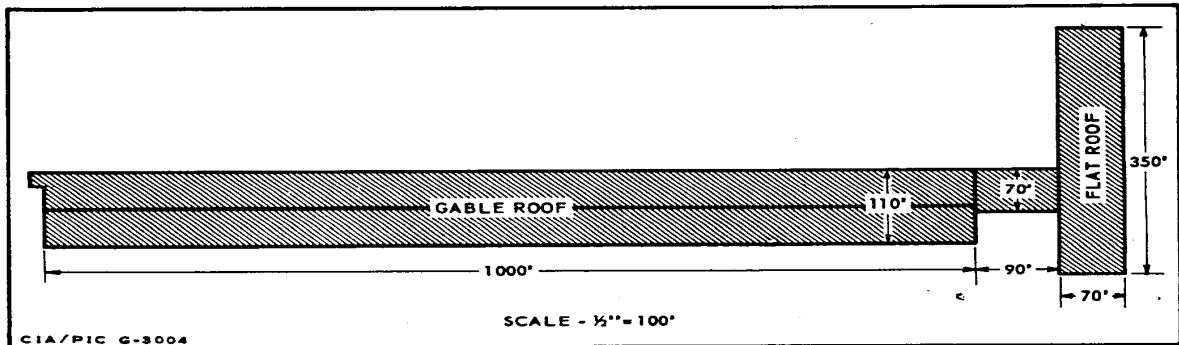 FLAT ROOF
350'
70'
110'
GABLE ROOF
1000'
90'
70'
SCALE - ½"=100'
CIA/PIC G-3004